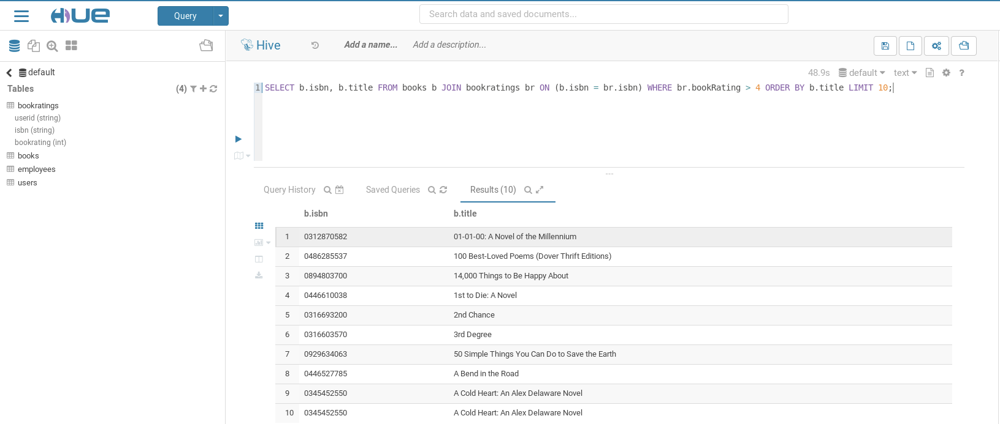 HUE
Query
Search data and saved documents...
Hive
Add a name...
Add a description...
default
Tables
(4)
bookratings
userid (string)
isbn (string)
bookrating (int)
books
employees
users
48.9s
default
text
?
1
SELECT b.isbn, b.title FROM books b JOIN bookratings br ON (b.isbn = br.isbn) WHERE br.bookRating > 4 ORDER BY b.title LIMIT 10;
Query History
Saved Queries
Results (10)
b.isbn b.title
1 0312870582 01-01-00: A Novel of the Millennium
2 0486285537 100 Best-Loved Poems (Dover Thrift Editions)
3 0894803700 14,000 Things to Be Happy About
4 0446610038 1st to Die: A Novel
5 0316693200 2nd Chance
6 0316603570 3rd Degree
7 0929634063 50 Simple Things You Can Do to Save the Earth
8 0446527785 A Bend in the Road
9 0345452550 A Cold Heart: An Alex Delaware Novel
10 0345452550 A Cold Heart: An Alex Delaware Novel